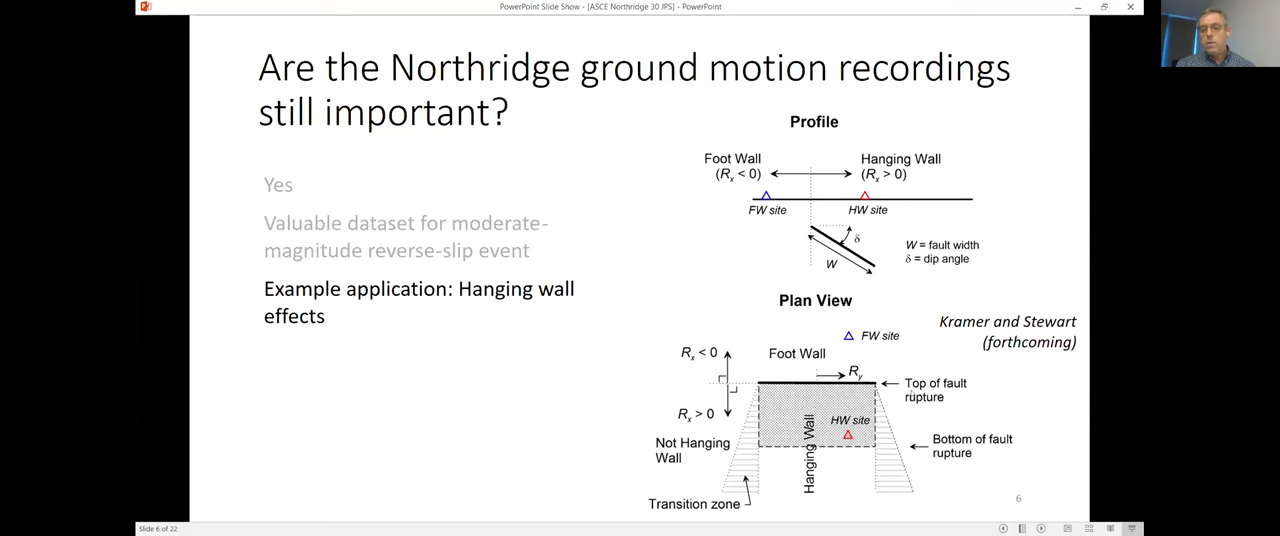 PowerPoint Slide Show - [ASCE Northridge 30 JPS] - PowerPoint
Are the Northridge ground motion recordings
still important?
Yes
Valuable dataset for moderate-
magnitude reverse-slip event
Example application: Hanging wall
effects
Profile
Foot Wall
(Rx < 0)
Hanging Wall
(Rx > 0)
FW site
HW site
δ
W
W = fault width
δ = dip angle
Plan View
Kramer and Stewart
(forthcoming)
FW site
Rx < 0
Foot Wall
Ry
Top of fault
rupture
Rx > 0
HW site
Hanging Wall
Not Hanging
Wall
Bottom of fault
rupture
Transition zone
6
Slide 6 of 22